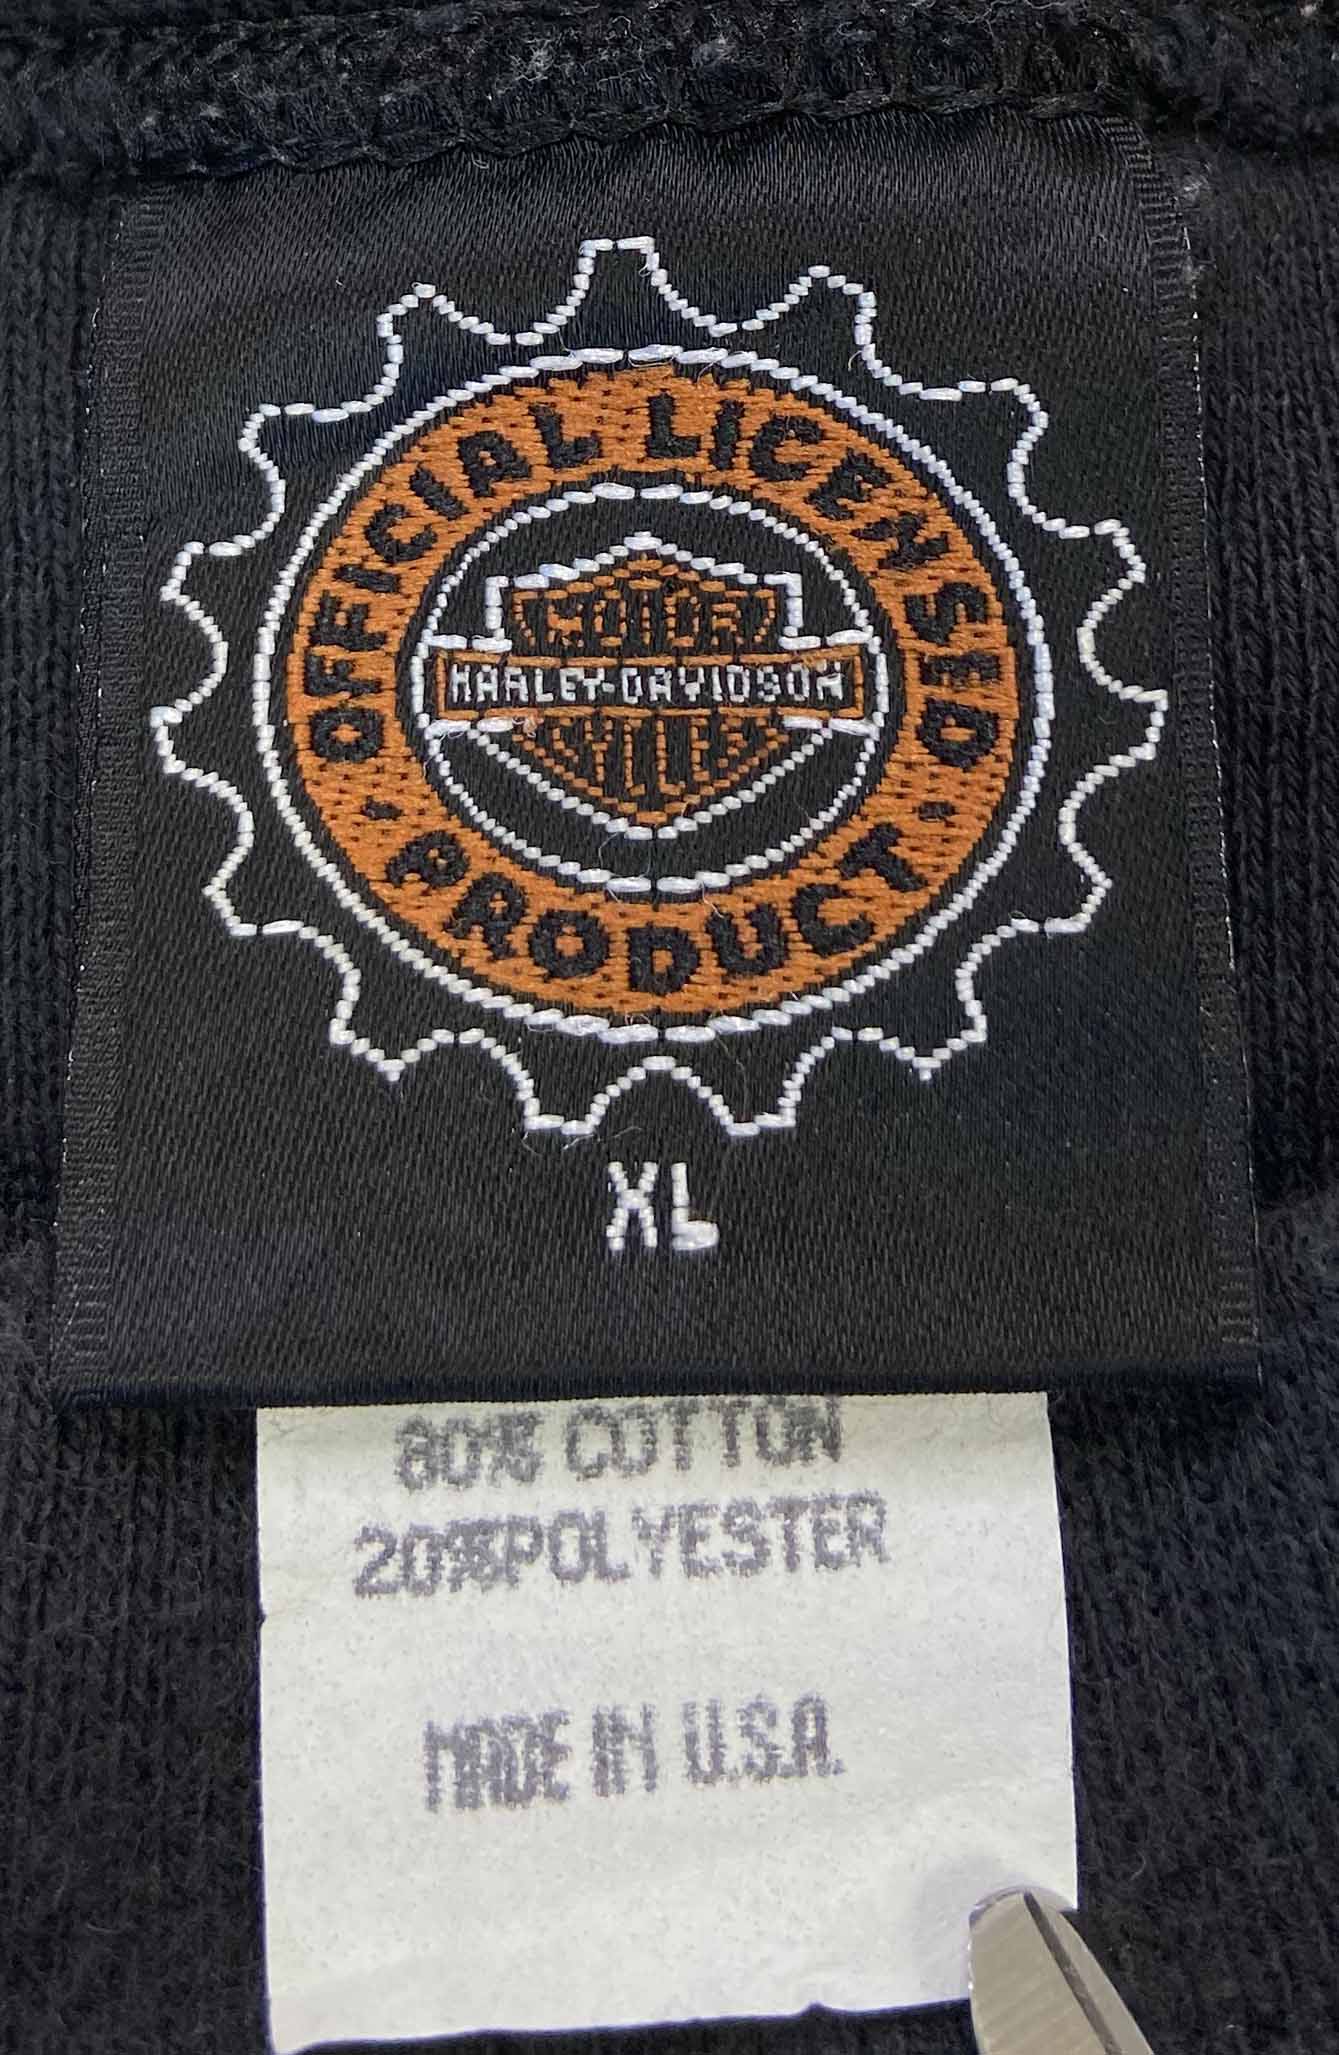 OFFICIAL LICENSED
MOTOR
HARLEY-DAVIDSON
CYCLES
• PRODUCT •
XL
80% COTTON
20%POLYESTER
MADE IN U.S.A.